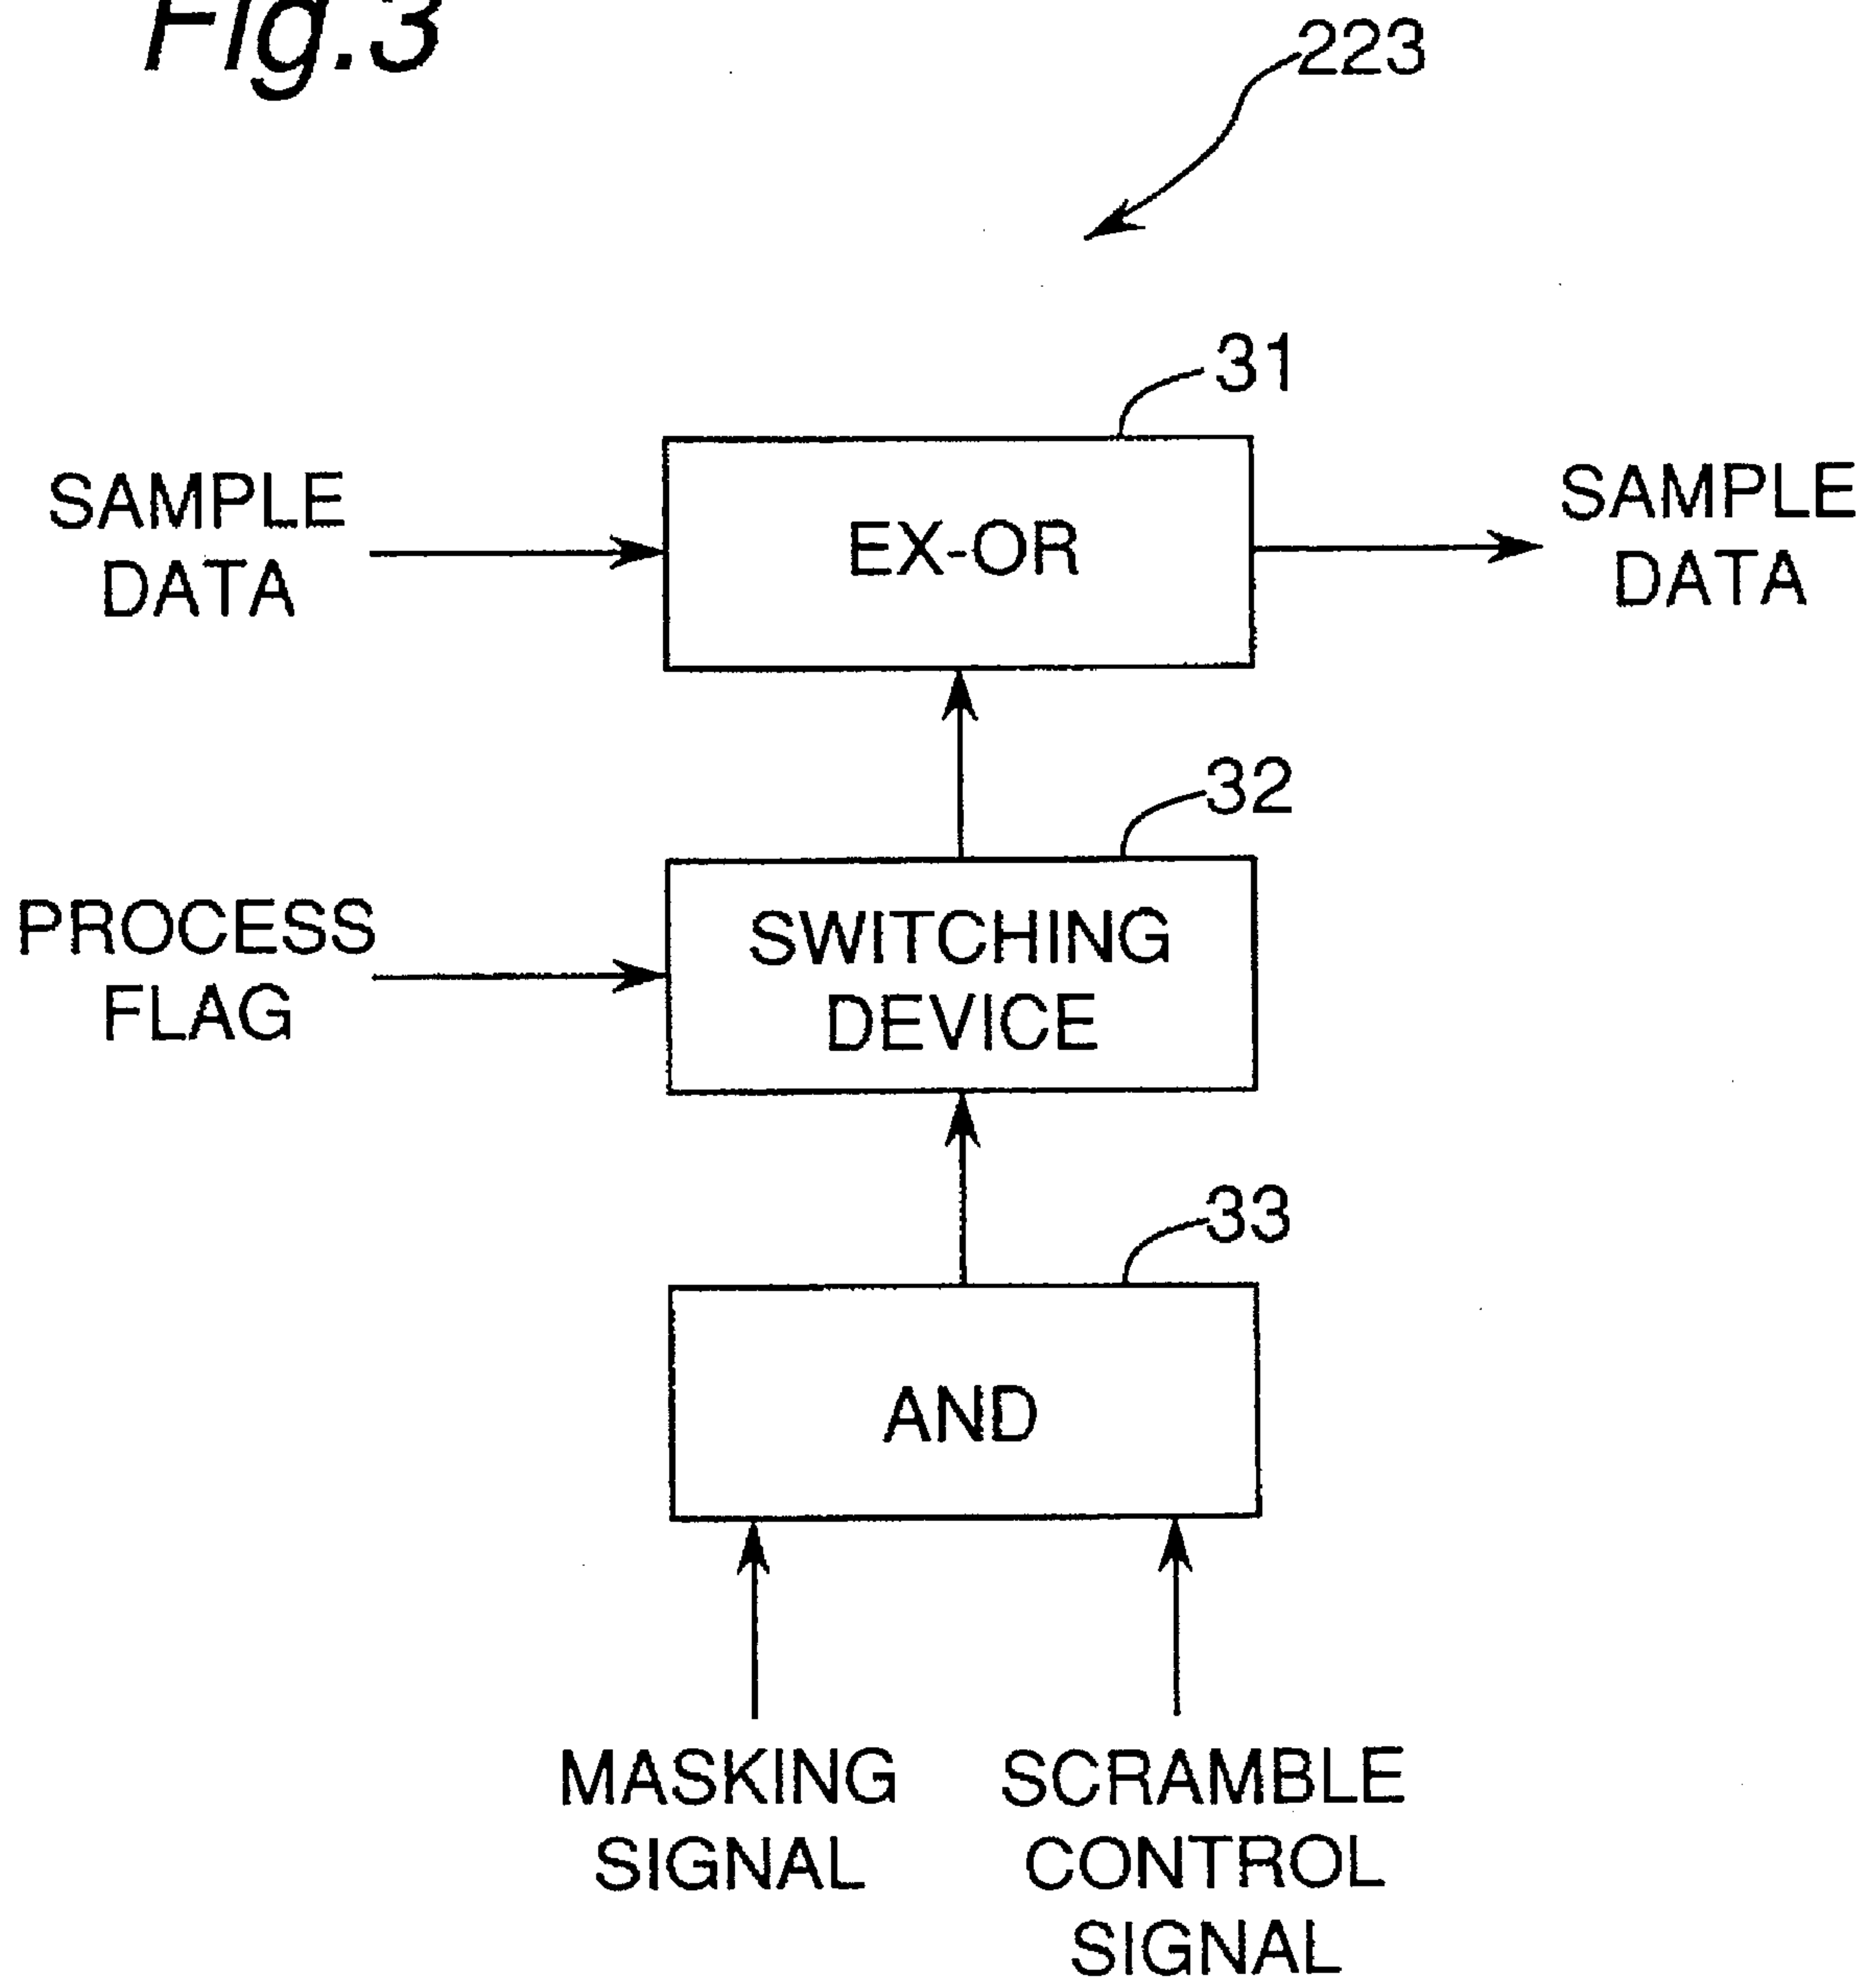 Fig.3
223
31
SAMPLE
DATA
EX-OR
SAMPLE
DATA
32
PROCESS
FLAG
SWITCHING
DEVICE
33
AND
MASKING
SIGNAL
SCRAMBLE
CONTROL
SIGNAL